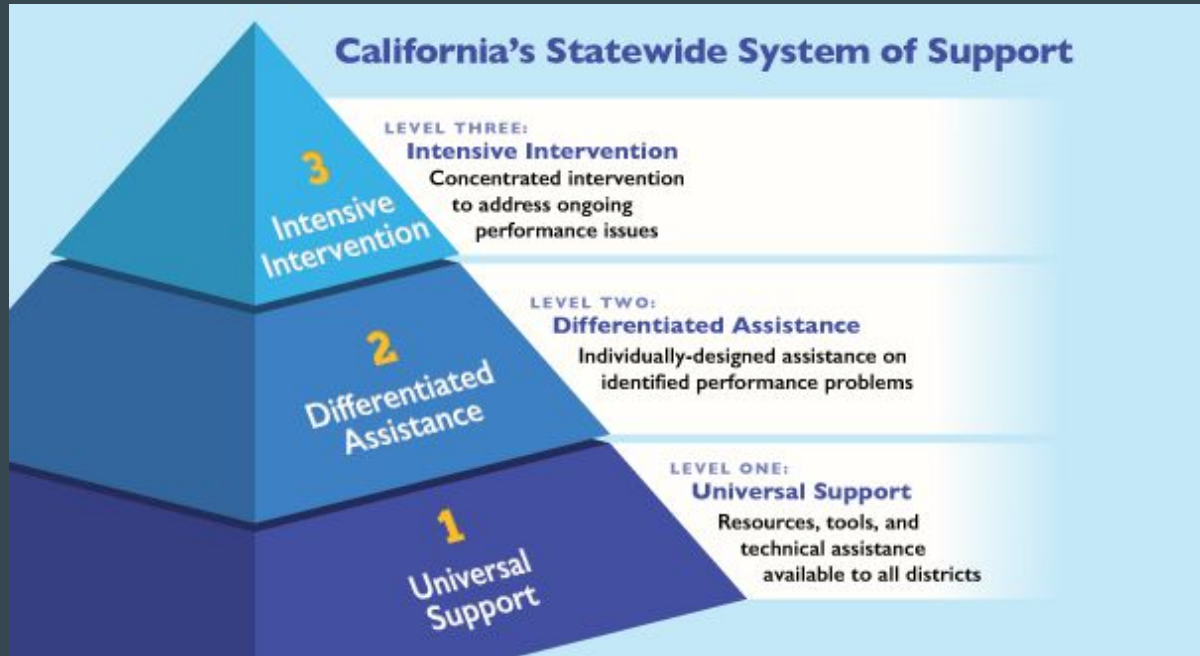 California's Statewide System of Support
LEVEL THREE:
Intensive Intervention
Concentrated intervention
to address ongoing
performance issues
3
Intensive
Intervention
LEVEL TWO:
Differentiated Assistance
Individually-designed assistance on
identified performance problems
2
Differentiated
Assistance
LEVEL ONE:
Universal Support
Resources, tools, and
technical assistance
available to all districts
1
Universal
Support